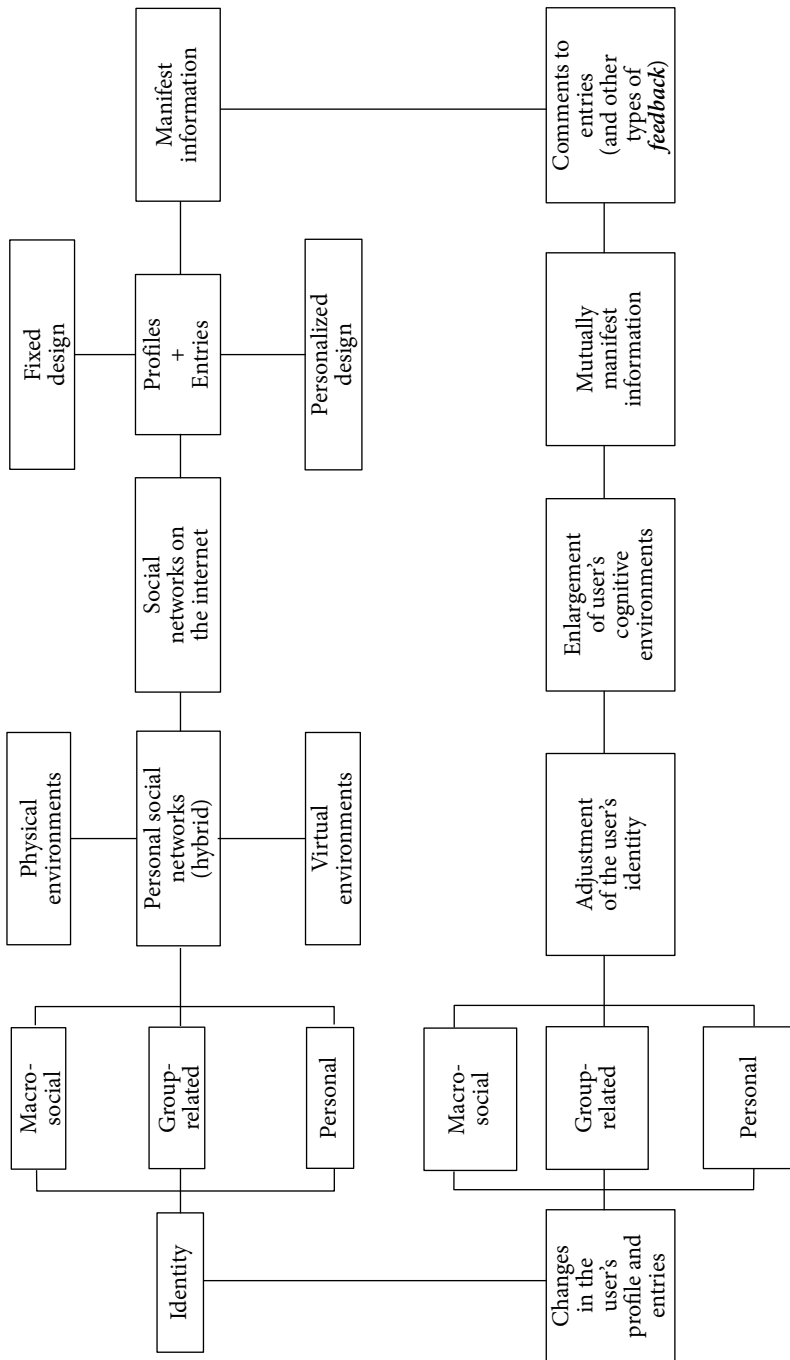 Macro-
social
Physical
environments
Fixed
design
Identity
Group-
related
Personal social
networks
(hybrid)
Social
networks on
the internet
Profiles
+
Entries
Manifest
information
Personal
Virtual
environments
Personalized
design
Macro-
social
Changes
in the
user's
profile and
entries
Group-
related
Adjustment
of the user's
identity
Enlargement
of user's
cognitive
environments
Mutually
manifest
information
Comments to
entries
(and other
types of
feedback)
Personal